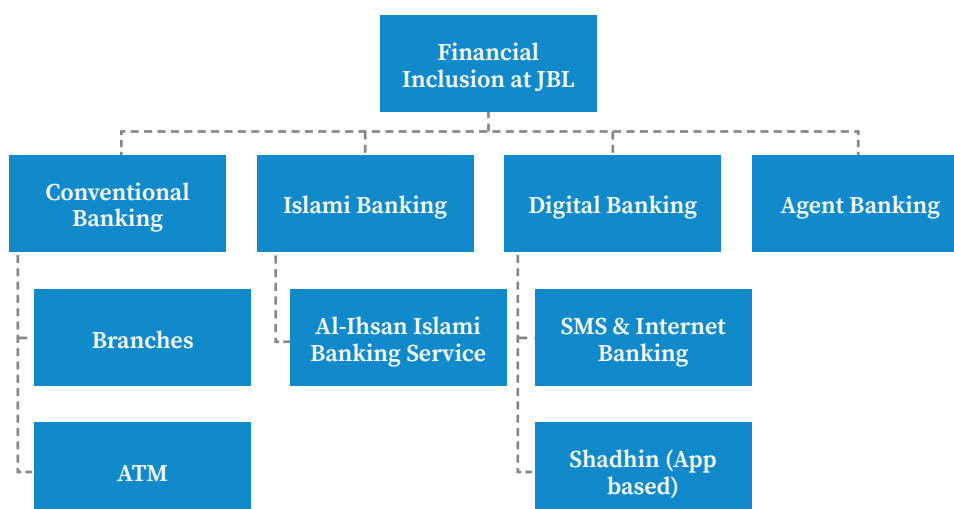 Financial
Inclusion at JBL
Conventional
Banking
Islami Banking
Digital Banking
Agent Banking
Branches
Al-Ihsan Islami
Banking Service
SMS & Internet
Banking
ATM
Shadhin (App
based)